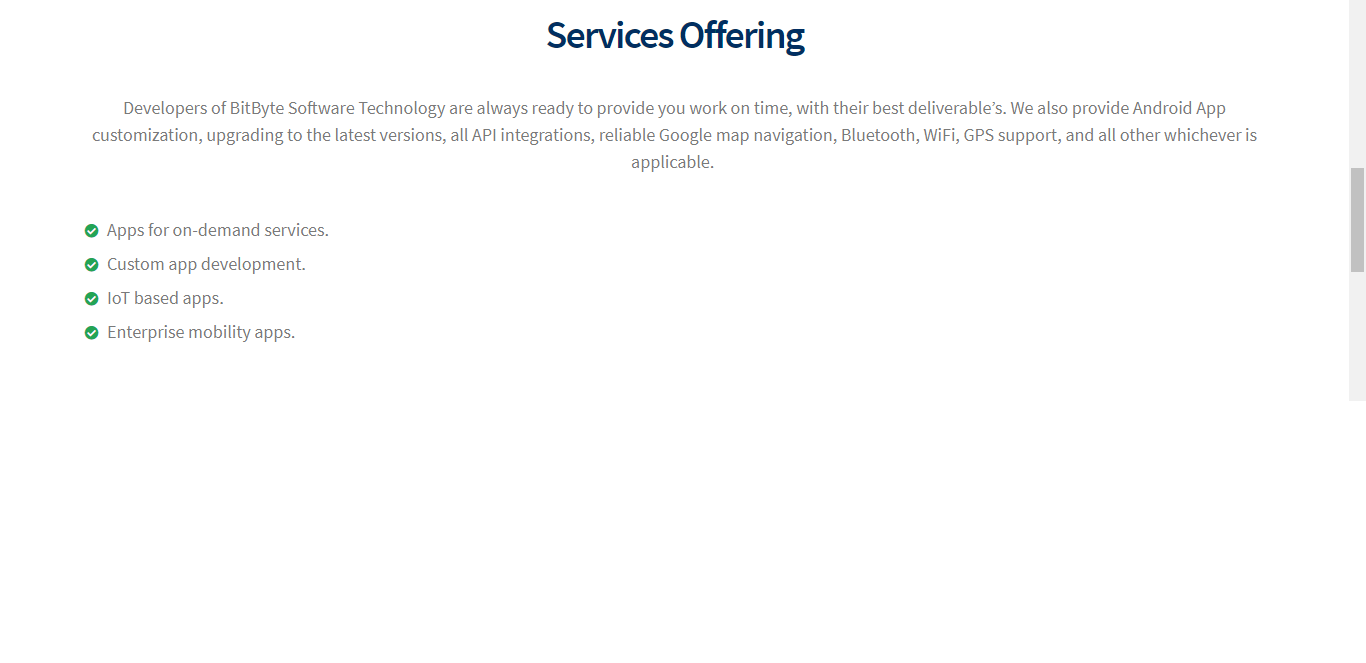 Services Offering
Developers of BitByte Software Technology are always ready to provide you work on time, with their best deliverable’s. We also provide Android App
customization, upgrading to the latest versions, all API integrations, reliable Google map navigation, Bluetooth, WiFi, GPS support, and all other whichever is
applicable.
Apps for on-demand services.
Custom app development.
IoT based apps.
Enterprise mobility apps.